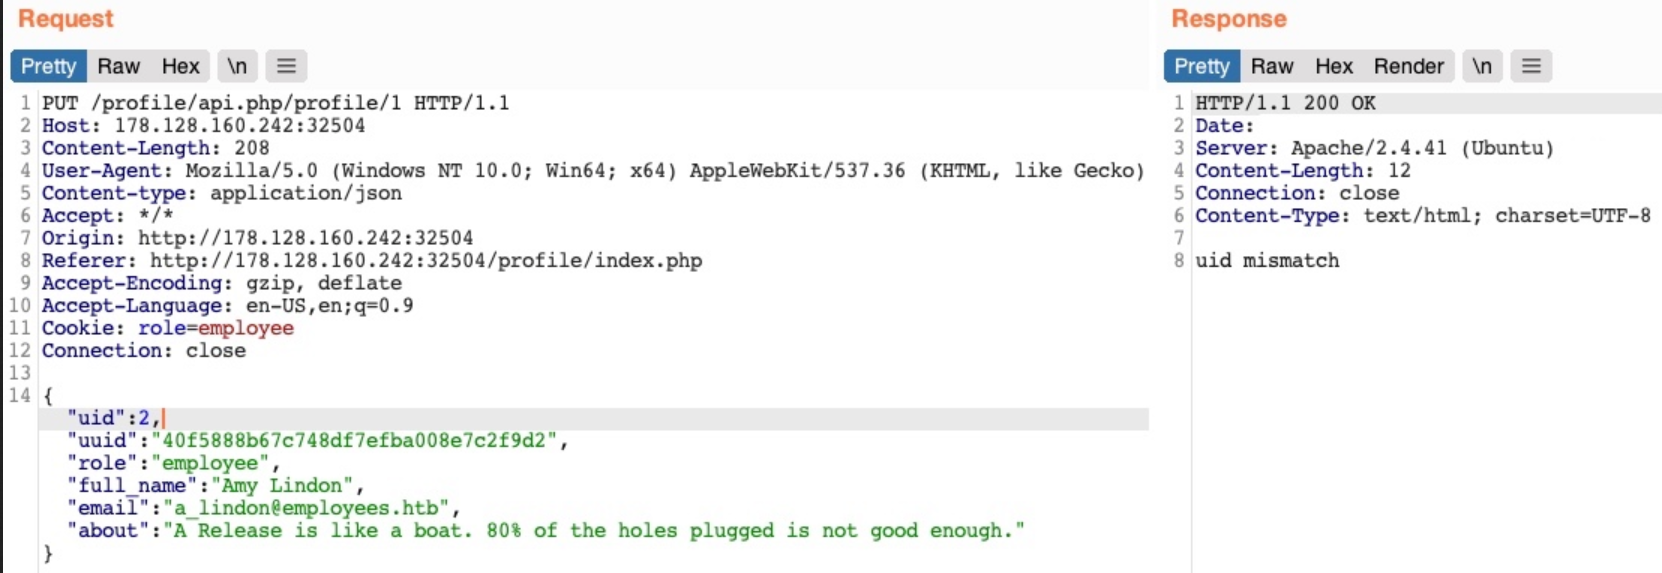 Request
Pretty Raw Hex \n ≡
1 PUT /profile/api.php/profile/1 HTTP/1.1
2 Host: 178.128.160.242:32504
3 Content-Length: 208
4 User-Agent: Mozilla/5.0 (Windows NT 10.0; Win64; x64) AppleWebKit/537.36 (KHTML, like Gecko)
5 Content-type: application/json
6 Accept: */*
7 Origin: http://178.128.160.242:32504
8 Referer: http://178.128.160.242:32504/profile/index.php
9 Accept-Encoding: gzip, deflate
10 Accept-Language: en-US,en;q=0.9
11 Cookie: role=employee
12 Connection: close
13
14 {
"uid":2,
"uuid":"40f5888b67c748df7efba008e7c2f9d2",
"role":"employee",
"full_name":"Amy Lindon",
"email":"a_lindon@employees.htb",
"about":"A Release is like a boat. 80% of the holes plugged is not good enough."
}
Response
Pretty Raw Hex Render \n ≡
1 HTTP/1.1 200 OK
2 Date:
3 Server: Apache/2.4.41 (Ubuntu)
4 Content-Length: 12
5 Connection: close
6 Content-Type: text/html; charset=UTF-8
7
8 uid mismatch